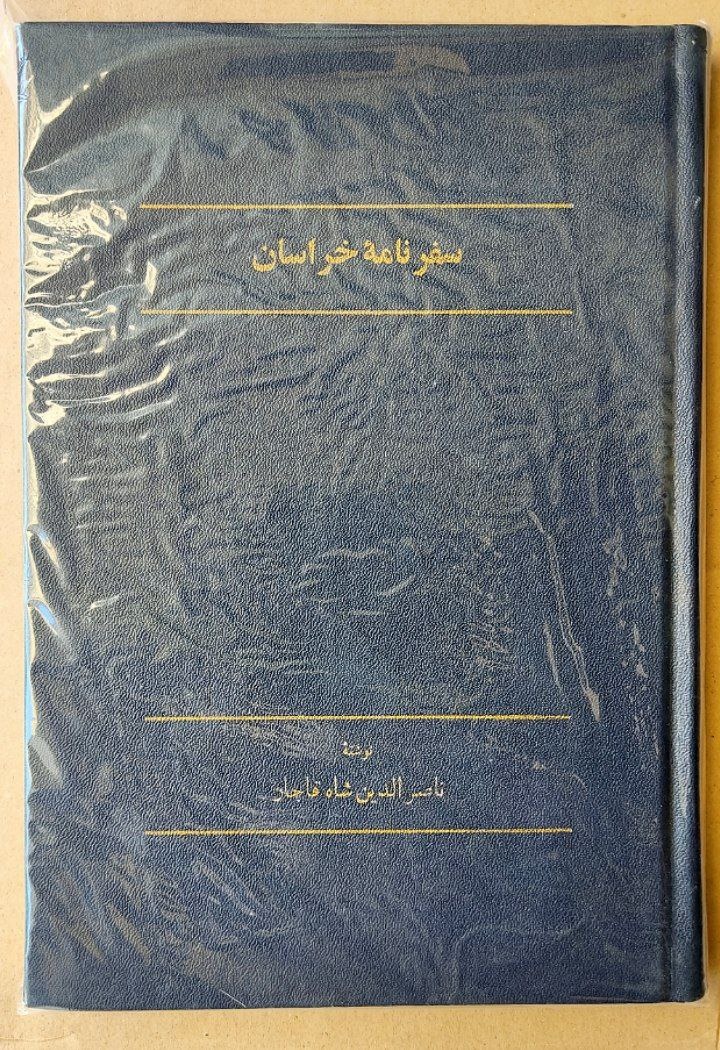 سفرنامهٔ خراسان
نوشتهٔ
ناصرالدین شاه قاجار